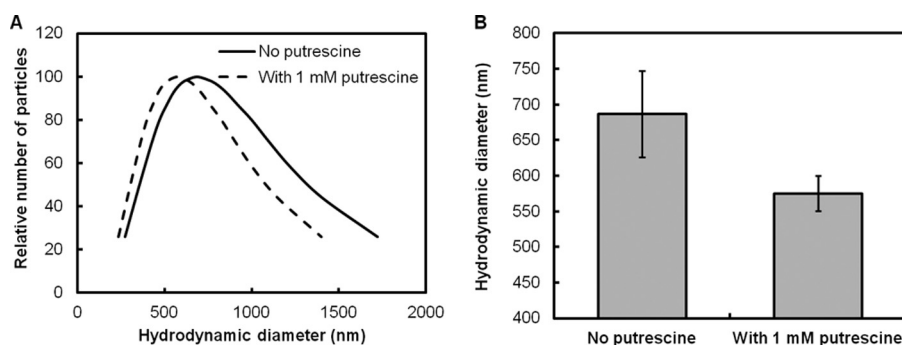 A
Relative number of particles
120
100
80
60
40
20
0
0 500 1000 1500 2000
Hydrodynamic diameter (nm)
No putrescine
With 1 mM putrescine
B
Hydrodynamic diameter (nm)
800
750
700
650
600
550
500
450
400
No putrescine With 1 mM putrescine